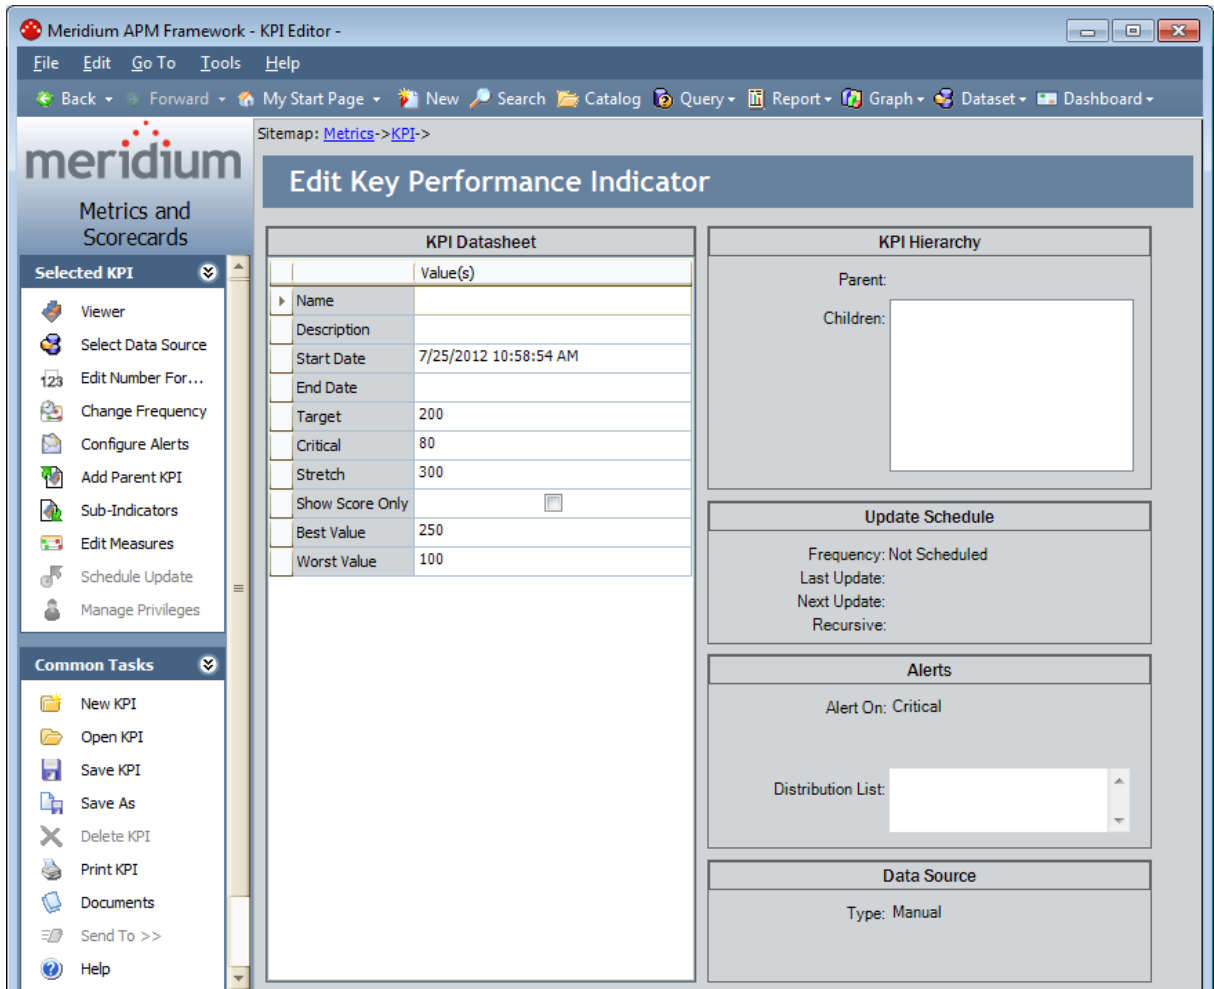 Meridium APM Framework - KPI Editor -
File Edit Go To Tools Help
Back Forward My Start Page New Search Catalog Query Report Graph Dataset Dashboard
meridium
Metrics and
Scorecards
Selected KPI
Viewer
Select Data Source
123 Edit Number For...
Change Frequency
Configure Alerts
Add Parent KPI
Sub-Indicators
Edit Measures
Schedule Update
Manage Privileges
Common Tasks
New KPI
Open KPI
Save KPI
Save As
Delete KPI
Print KPI
Documents
Send To >>
Help
Sitemap: Metrics->KPI->
Edit Key Performance Indicator
KPI Datasheet
Value(s)
Name
Description
Start Date 7/25/2012 10:58:54 AM
End Date
Target 200
Critical 80
Stretch 300
Show Score Only
Best Value 250
Worst Value 100
KPI Hierarchy
Parent:
Children:
Update Schedule
Frequency: Not Scheduled
Last Update:
Next Update:
Recursive:
Alerts
Alert On: Critical
Distribution List:
Data Source
Type: Manual